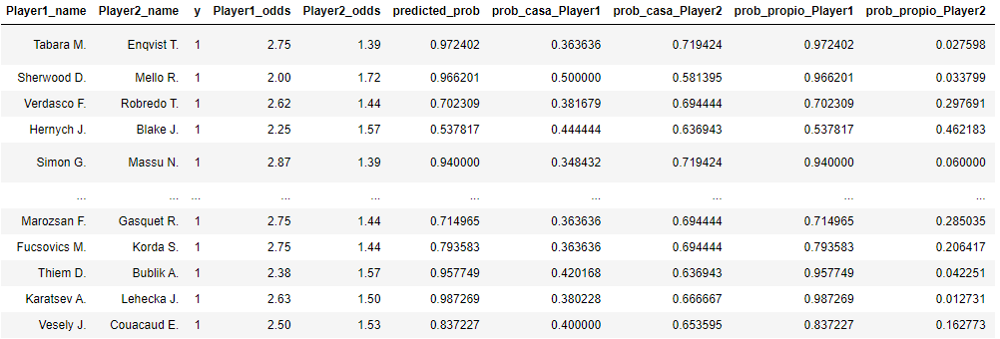 Player1_name Player2_name y Player1_odds Player2_odds predicted_prob prob_casa_Player1 prob_casa_Player2 prob_propio_Player1 prob_propio_Player2
Tabara M. Enqvist T. 1 2.75 1.39 0.972402 0.363636 0.719424 0.972402 0.027598
Sherwood D. Mello R. 1 2.00 1.72 0.966201 0.500000 0.581395 0.966201 0.033799
Verdasco F. Robredo T. 1 2.62 1.44 0.702309 0.381679 0.694444 0.702309 0.297691
Hernych J. Blake J. 1 2.25 1.57 0.537817 0.444444 0.636943 0.537817 0.462183
Simon G. Massu N. 1 2.87 1.39 0.940000 0.348432 0.719424 0.940000 0.060000
... ... ... ... ... ... ... ... ... ...
Marozsan F. Gasquet R. 1 2.75 1.44 0.714965 0.363636 0.694444 0.714965 0.285035
Fucsovics M. Korda S. 1 2.75 1.44 0.793583 0.363636 0.694444 0.793583 0.206417
Thiem D. Bublik A. 1 2.38 1.57 0.957749 0.420168 0.636943 0.957749 0.042251
Karatsev A. Lehecka J. 1 2.63 1.50 0.987269 0.380228 0.666667 0.987269 0.012731
Vesely J. Couacaud E. 1 2.50 1.53 0.837227 0.400000 0.653595 0.837227 0.162773